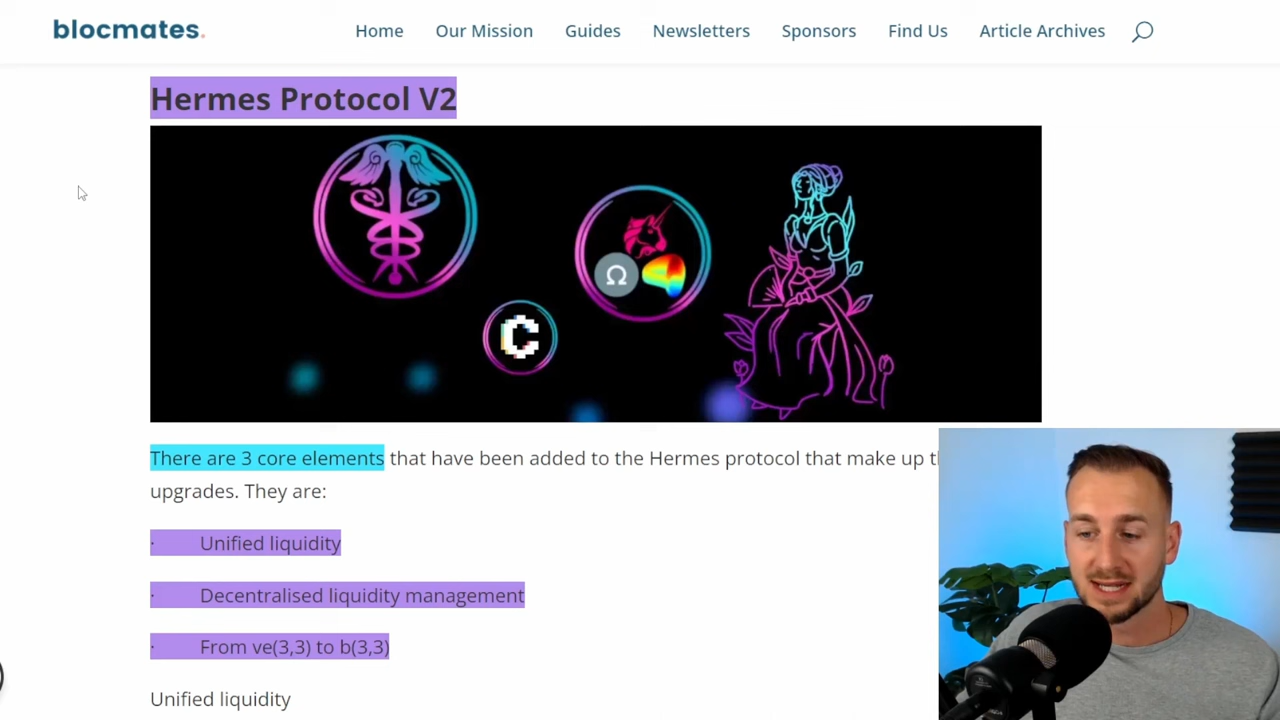 blocmates.
Home Our Mission Guides Newsletters Sponsors Find Us Article Archives
Hermes Protocol V2
Ω
C
There are 3 core elements that have been added to the Hermes protocol that make up
upgrades. They are:
· Unified liquidity
· Decentralised liquidity management
· From ve(3,3) to b(3,3)
Unified liquidity